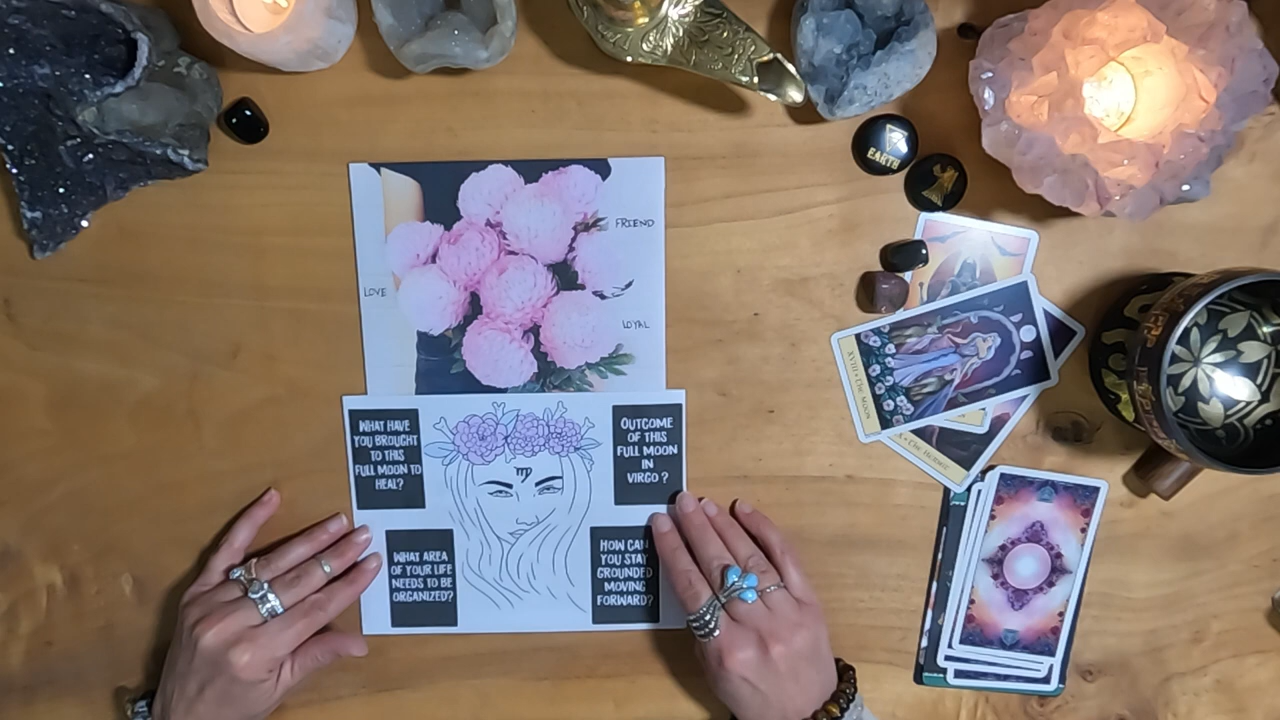 EARTH
FRIEND
LOVE
LOYAL
WHAT HAVE
YOU BROUGHT
TO THIS
FULL MOON TO
HEAL?
OUTCOME
OF THIS
FULL MOON
IN
VIRGO ?
WHAT AREA
OF YOUR LIFE
NEEDS TO BE
ORGANIZED?
HOW CAN
YOU STAY
GROUNDED
MOVING
FORWARD?
XVIII • The Moon
X • The Hermit